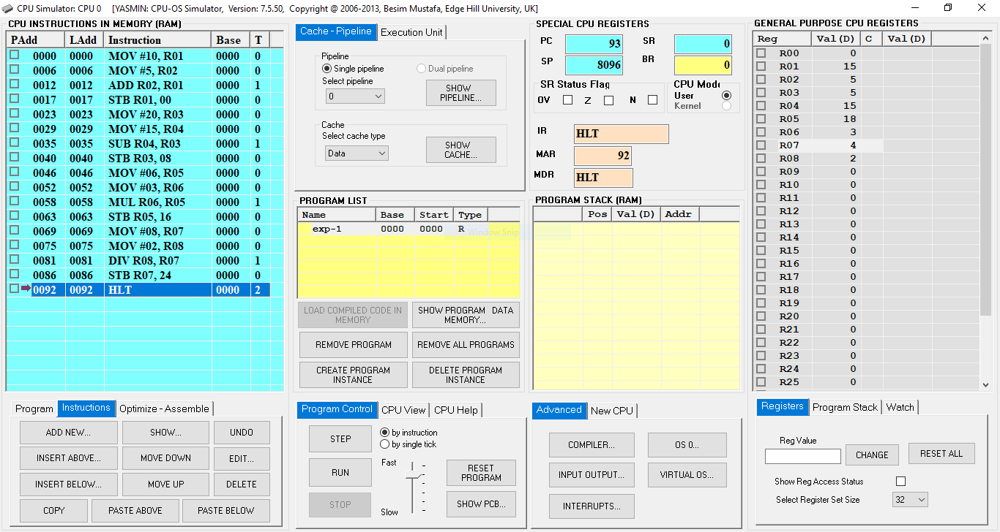 CPU Simulator: CPU 0 [YASMIN: CPU-OS Simulator, Version: 7.5.50, Copyright @ 2006-2013, Besim Mustafa, Edge Hill University, UK]
CPU INSTRUCTIONS IN MEMORY (RAM)
PAdd LAdd Instruction Base T
0000 0000 MOV #10, R01 0000 0
0006 0006 MOV #5, R02 0000 0
0012 0012 ADD R02, R01 0000 1
0017 0017 STB R01, 00 0000 0
0023 0023 MOV #20, R03 0000 0
0029 0029 MOV #15, R04 0000 0
0035 0035 SUB R04, R03 0000 1
0040 0040 STB R03, 08 0000 0
0046 0046 MOV #06, R05 0000 0
0052 0052 MOV #03, R06 0000 0
0058 0058 MUL R06, R05 0000 1
0063 0063 STB R05, 16 0000 0
0069 0069 MOV #08, R07 0000 0
0075 0075 MOV #02, R08 0000 0
0081 0081 DIV R08, R07 0000 1
0086 0086 STB R07, 24 0000 0
0092 0092 HLT 0000 2
Program Instructions Optimize - Assemble
ADD NEW... SHOW... UNDO
INSERT ABOVE... MOVE DOWN EDIT...
INSERT BELOW... MOVE UP DELETE
COPY PASTE ABOVE PASTE BELOW
Cache - Pipeline Execution Unit
Pipeline
Single pipeline Dual pipeline
Select pipeline
0
SHOW
PIPELINE...
Cache
Select cache type
Data
SHOW
CACHE...
PROGRAM LIST
Name Base Start Type
exp-1 0000 0000 R
Window Snip
LOAD COMPILED CODE IN
MEMORY
SHOW PROGRAM DATA
MEMORY...
REMOVE PROGRAM REMOVE ALL PROGRAMS
CREATE PROGRAM
INSTANCE
DELETE PROGRAM
INSTANCE
Program Control CPU View CPU Help
STEP
by instruction
by single tick
RUN
STOP
Fast
Slow
RESET
PROGRAM
SHOW PCB...
SPECIAL CPU REGISTERS
PC 93 SR 0
SP 8096 BR 0
SR Status Flag
OV Z N
CPU Mode
User
Kernel
IR HLT
MAR 92
MDR HLT
PROGRAM STACK (RAM)
Pos Val(D) Addr
Advanced New CPU
COMPILER... OS 0...
INPUT OUTPUT... VIRTUAL OS...
INTERRUPTS...
GENERAL PURPOSE CPU REGISTERS
Reg Val(D) C Val(D)
R00 0
R01 15
R02 5
R03 5
R04 15
R05 18
R06 3
R07 4
R08 2
R09 0
R10 0
R11 0
R12 0
R13 0
R14 0
R15 0
R16 0
R17 0
R18 0
R19 0
R20 0
R21 0
R22 0
R23 0
R24 0
R25 0
Registers Program Stack Watch
Reg Value
CHANGE RESET ALL
Show Reg Access Status
Select Register Set Size 32